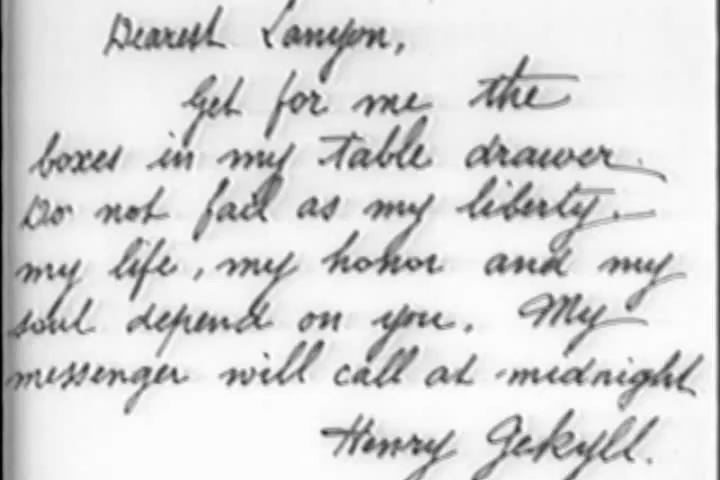 Dearest Lanyon,
Get for me the
boxes in my table drawer.
Do not fail as my liberty,
my life, my honor and my
soul depend on you. My
messenger will call at midnight
Henry Jekyll.